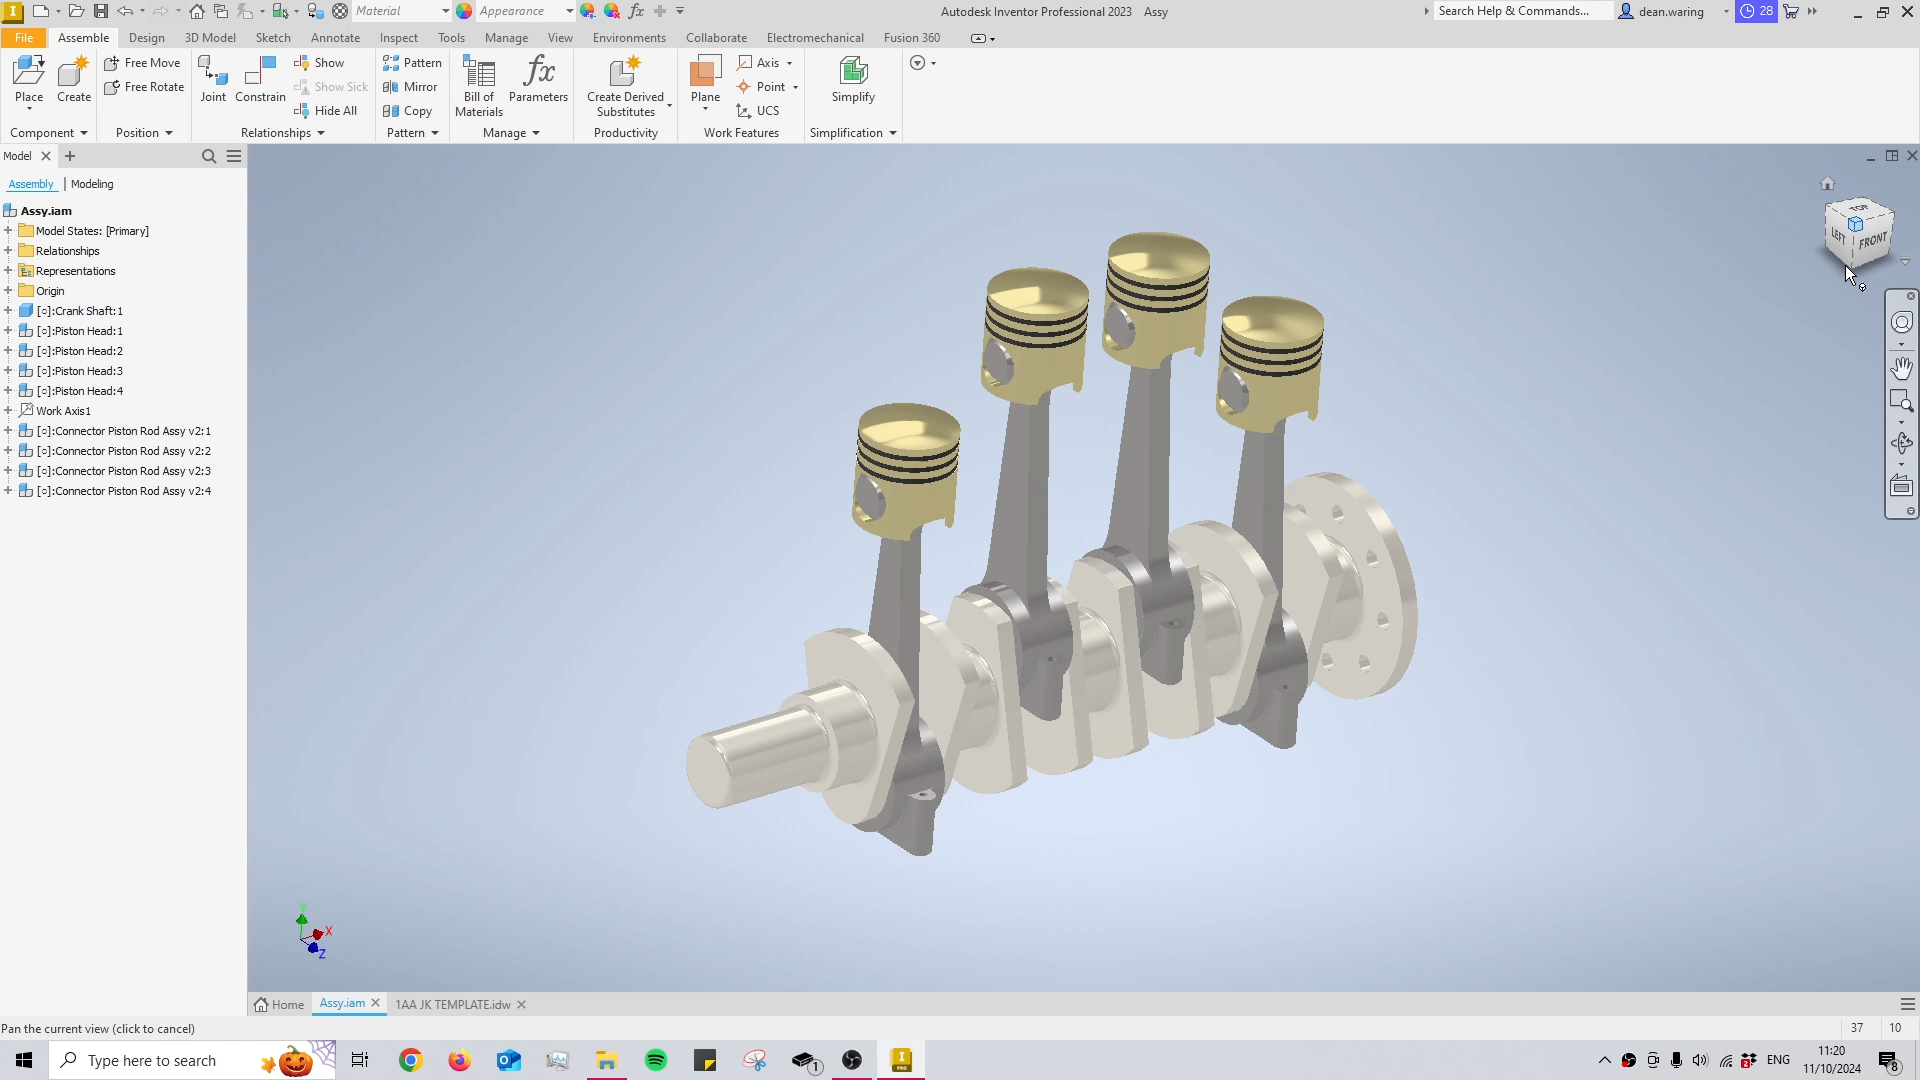 Material
Appearance
fx
Autodesk Inventor Professional 2023 Assy
Search Help & Commands...
dean.waring
28
File
Assemble
Design
3D Model
Sketch
Annotate
Inspect
Tools
Manage
View
Environments
Collaborate
Electromechanical
Fusion 360
Place
Create
Free Move
Free Rotate
Joint
Constrain
Show
Show Sick
Hide All
Pattern
Mirror
Copy
Bill of
Materials
fx
Parameters
Create Derived
Substitutes
Plane
Axis
Point
UCS
Simplify
Component
Position
Relationships
Pattern
Manage
Productivity
Work Features
Simplification
Model
Assembly
Modeling
Assy.iam
Model States: [Primary]
Relationships
Representations
Origin
[○]:Crank Shaft:1
[○]:Piston Head:1
[○]:Piston Head:2
[○]:Piston Head:3
[○]:Piston Head:4
Work Axis1
[○]:Connector Piston Rod Assy v2:1
[○]:Connector Piston Rod Assy v2:2
[○]:Connector Piston Rod Assy v2:3
[○]:Connector Piston Rod Assy v2:4
TOP
LEFT
FRONT
Y
X
Z
Home
Assy.iam
1AA JK TEMPLATE.idw
Pan the current view (click to cancel)
37
10
Type here to search
1
I
PRO
2
ENG
11:20
11/10/2024
8